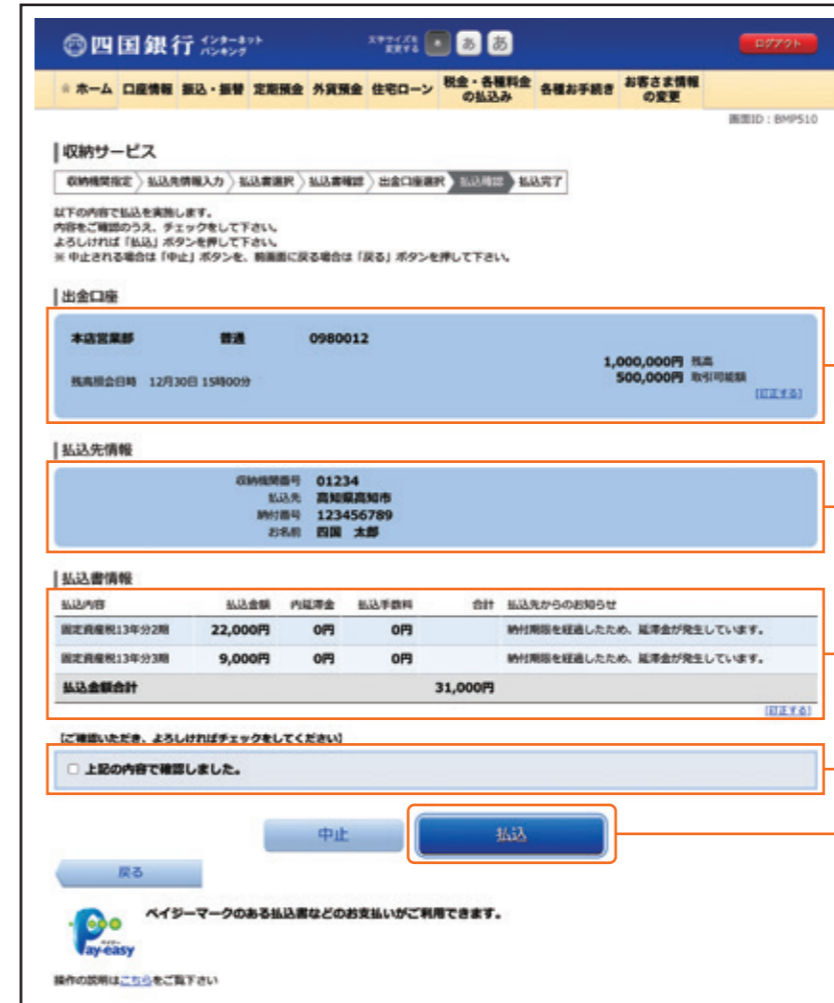 四国銀行 インターネット バンキング
文字サイズを 変更する あ あ
ログアウト
ホーム 口座情報 振込・振替 定期預金 外貨預金 住宅ローン 税金・各種料金の払込み 各種お手続き お客さま情報の変更
画面ID：BMPS10
収納サービス
収納機関指定 払込先情報入力 払込書選択 払込書確認 出金口座選択 払込確認 払込完了
以下の内容で払込を実施します。
内容をご確認のうえ、チェックをして下さい。
よろしければ「払込」ボタンを押して下さい。
※ 中止される場合は「中止」ボタンを、前画面に戻る場合は「戻る」ボタンを押して下さい。
出金口座
本店営業部 普通 0980012
1,000,000円 残高
500,000円 取引可能額
残高照会日時 12月30日 15時00分
[訂正する]
払込先情報
収納機関番号 01234
払込先 高知県高知市
納付番号 123456789
お名前 四国 太郎
払込書情報
払込内容 払込金額 内延滞金 払込手数料 合計 払込先からのお知らせ
固定資産税13年分2期 22,000円 0円 0円 納付期限を経過したため、延滞金が発生しています。
固定資産税13年分3期 9,000円 0円 0円 納付期限を経過したため、延滞金が発生しています。
払込金額合計 31,000円
[訂正する]
[ご確認いただき、よろしければチェックをしてください]
上記の内容で確認しました。
中止 払込
戻る
ペイジー
Pay-easy
ペイジーマークのある払込書などのお支払いがご利用できます。
操作の説明はこちらをご覧下さい